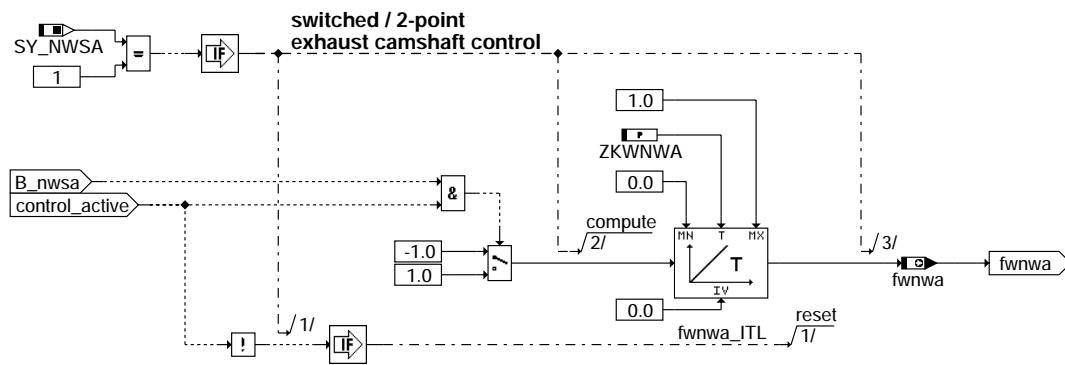 switched / 2-point
exhaust camshaft control
SY_NWSA
=
IF
1
1.0
P
ZKWNWA
0.0
B_nwsa
control_active
&
compute
2/
MN T MX
3/
-1.0
1.0
T
fwnwa
fwnwa
IV
0.0
reset
1/
fwnwa_ITL
1/
!
IF